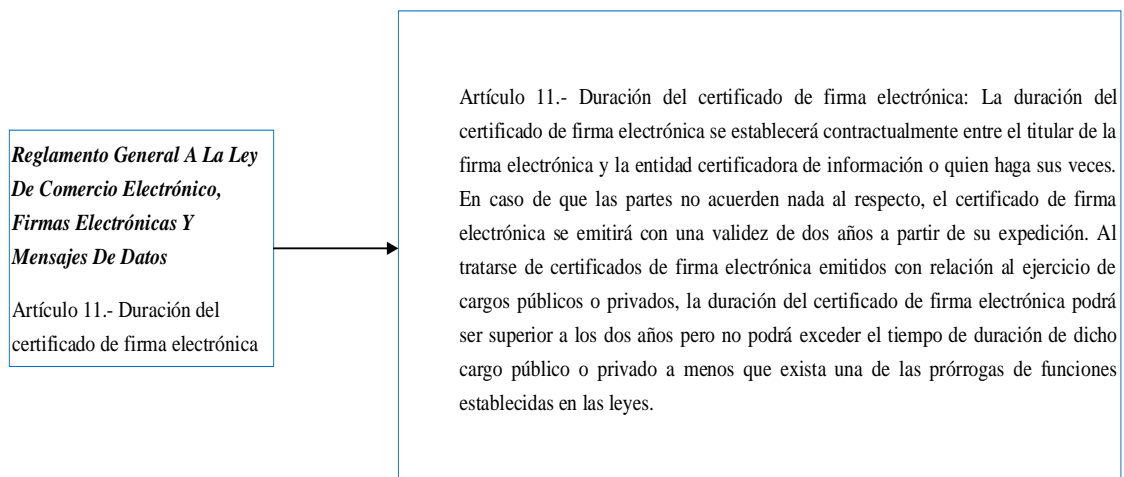 Reglamento General A La Ley
De Comercio Electrónico,
Firmas Electrónicas Y
Mensajes De Datos
Artículo 11.- Duración del
certificado de firma electrónica
Artículo 11.- Duración del certificado de firma electrónica: La duración del
certificado de firma electrónica se establecerá contractualmente entre el titular de la
firma electrónica y la entidad certificadora de información o quien haga sus veces.
En caso de que las partes no acuerden nada al respecto, el certificado de firma
electrónica se emitirá con una validez de dos años a partir de su expedición. Al
tratarse de certificados de firma electrónica emitidos con relación al ejercicio de
cargos públicos o privados, la duración del certificado de firma electrónica podrá
ser superior a los dos años pero no podrá exceder el tiempo de duración de dicho
cargo público o privado a menos que exista una de las prórrogas de funciones
establecidas en las leyes.